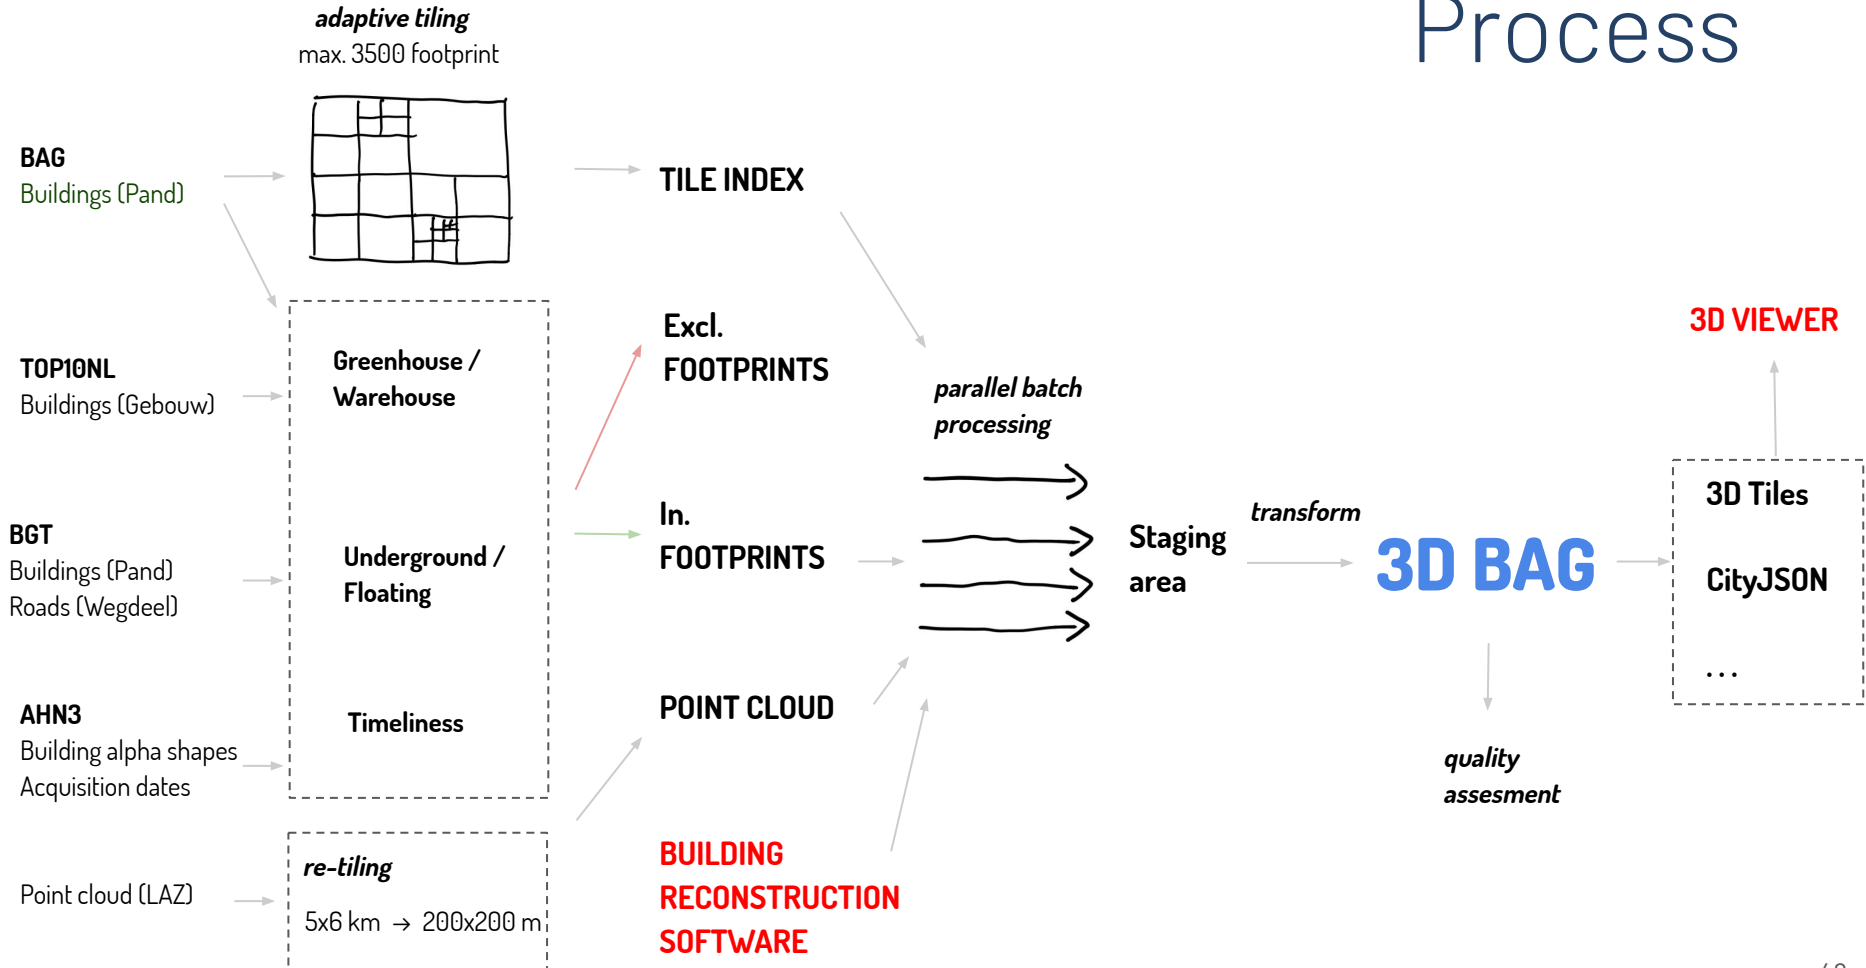 Process
adaptive tiling
max. 3500 footprint
BAG
Buildings (Pand)
TILE INDEX
TOP10NL
Buildings (Gebouw)
Greenhouse /
Warehouse
Excl.
FOOTPRINTS
BGT
Buildings (Pand)
Roads (Wegdeel)
Underground /
Floating
In.
FOOTPRINTS
AHN3
Building alpha shapes
Acquisition dates
Timeliness
POINT CLOUD
Point cloud (LAZ)
re-tiling
5x6 km → 200x200 m
BUILDING
RECONSTRUCTION
SOFTWARE
parallel batch
processing
Staging
area
transform
3D BAG
quality
assesment
3D VIEWER
3D Tiles
CityJSON
...